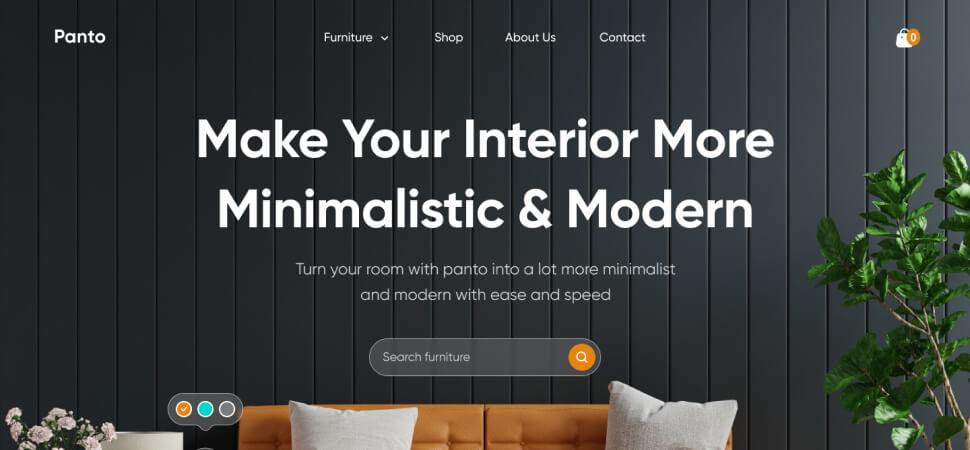 Panto
Furniture
Shop
About Us
Contact
0
Make Your Interior More
Minimalistic & Modern
Turn your room with panto into a lot more minimalist
and modern with ease and speed
Search furniture